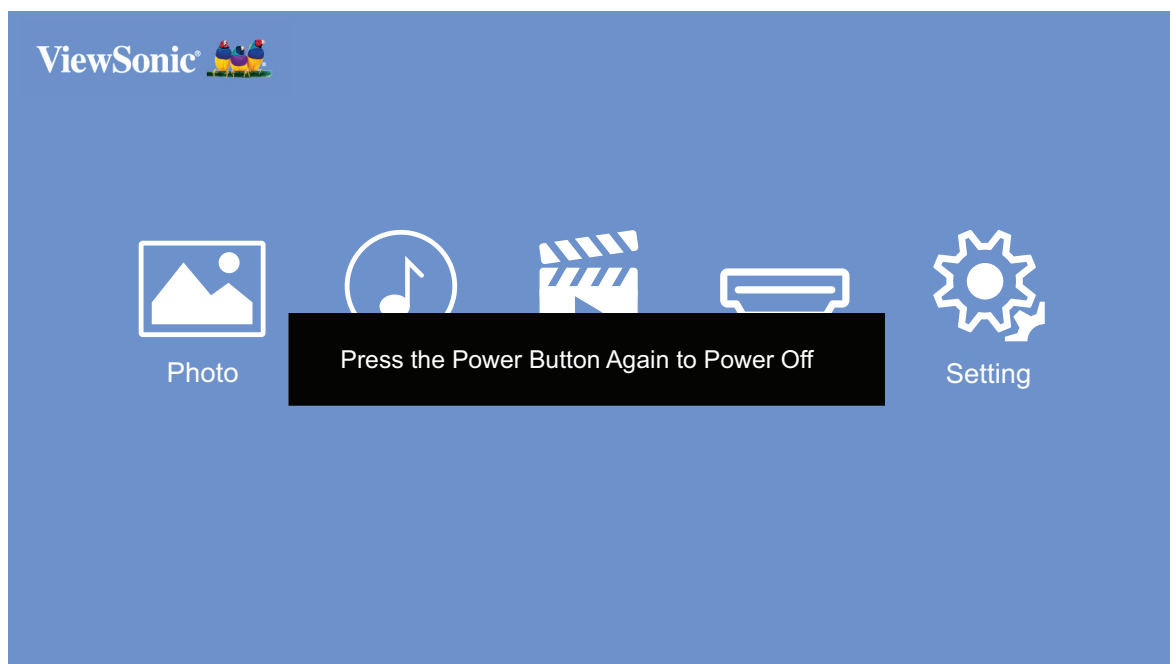 ViewSonic®
Press the Power Button Again to Power Off
Photo
Setting